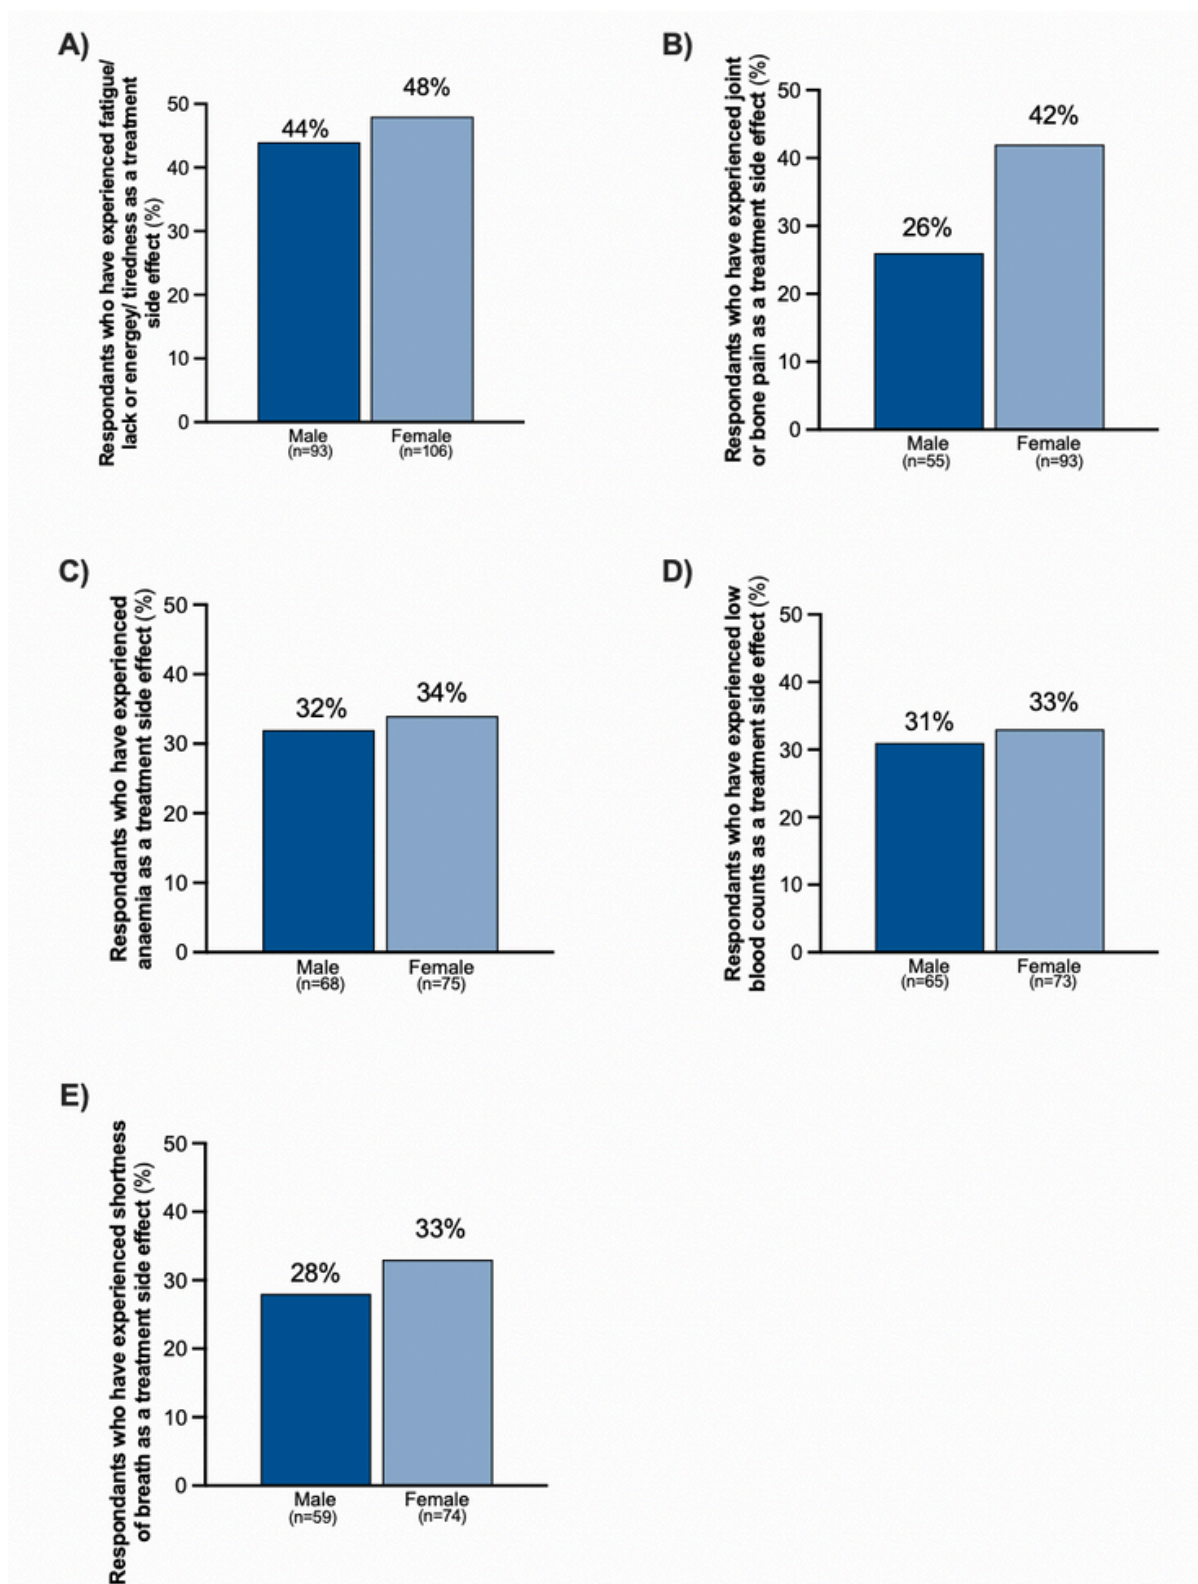 A)
Respondants who have experienced fatigue/
lack or energey/ tiredness as a treatment
side effect (%)
50
40
30
20
10
0
44%
48%
Male
(n=93)
Female
(n=106)
B)
Respondants who have experienced joint
or bone pain as a treatment side effect (%)
50
40
30
20
10
0
26%
42%
Male
(n=55)
Female
(n=93)
C)
Respondants who have experienced
anaemia as a treatment side effect (%)
50
40
30
20
10
0
32%
34%
Male
(n=68)
Female
(n=75)
D)
Respondants who have experienced low
blood counts as a treatment side effect (%)
50
40
30
20
10
0
31%
33%
Male
(n=65)
Female
(n=73)
E)
Respondants who have experienced shortness
of breath as a treatment side effect (%)
50
40
30
20
10
0
28%
33%
Male
(n=59)
Female
(n=74)